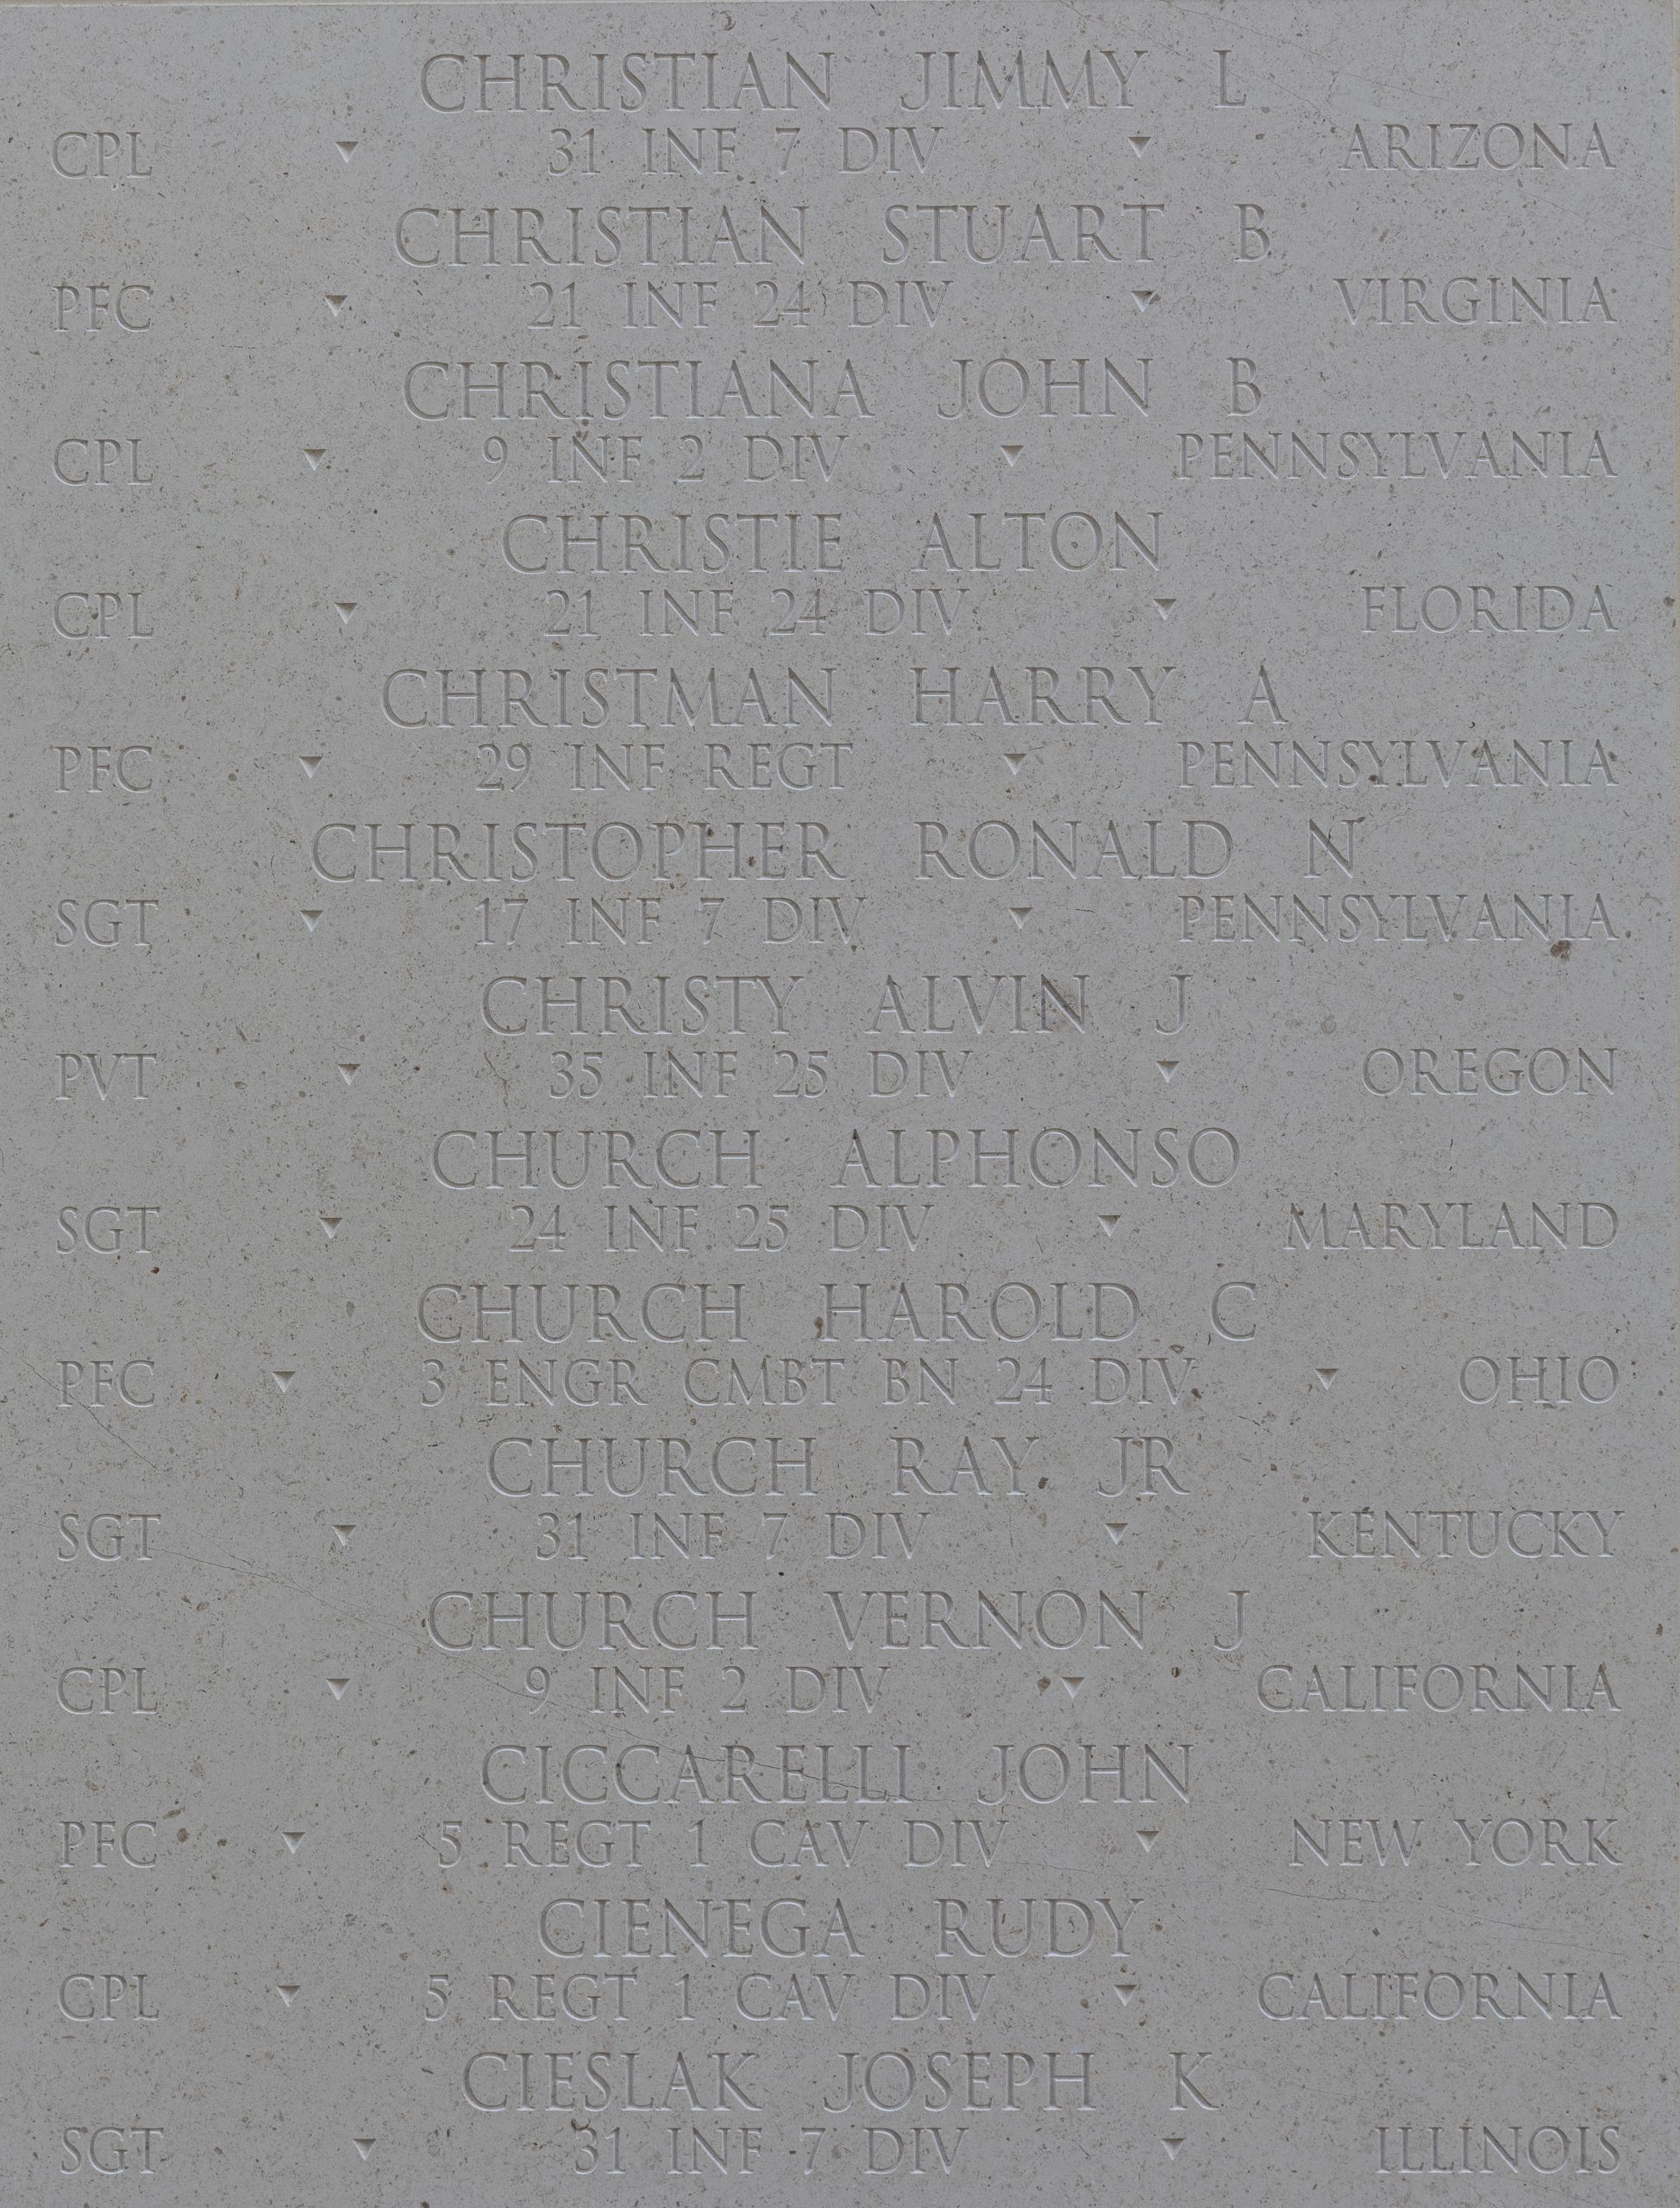 CHRISTIAN JIMMY L
CPL ▼ 31 INF 7 DIV ▼ ARIZONA
CHRISTIAN STUART B
PFC ▼ 21 INF 24 DIV ▼ VIRGINIA
CHRISTIANA JOHN B
CPL ▼ 9 INF 2 DIV ▼ PENNSYLVANIA
CHRISTIE ALTON
CPL ▼ 21 INF 24 DIV ▼ FLORIDA
CHRISTMAN HARRY A
PFC ▼ 29 INF REGT ▼ PENNSYLVANIA
CHRISTOPHER RONALD N
SGT ▼ 17 INF 7 DIV ▼ PENNSYLVANIA
CHRISTY ALVIN J
PVT ▼ 35 INF 25 DIV ▼ OREGON
CHURCH ALPHONSO
SGT ▼ 24 INF 25 DIV ▼ MARYLAND
CHURCH HAROLD C
PFC ▼ 3 ENGR CMBT BN 24 DIV ▼ OHIO
CHURCH RAY JR
SGT ▼ 31 INF 7 DIV ▼ KENTUCKY
CHURCH VERNON J
CPL ▼ 9 INF 2 DIV ▼ CALIFORNIA
CICCARELLI JOHN
PFC ▼ 5 REGT 1 CAV DIV ▼ NEW YORK
CIENEGA RUDY
CPL ▼ 5 REGT 1 CAV DIV ▼ CALIFORNIA
CIESLAK JOSEPH K
SGT ▼ 31 INF 7 DIV ▼ ILLINOIS